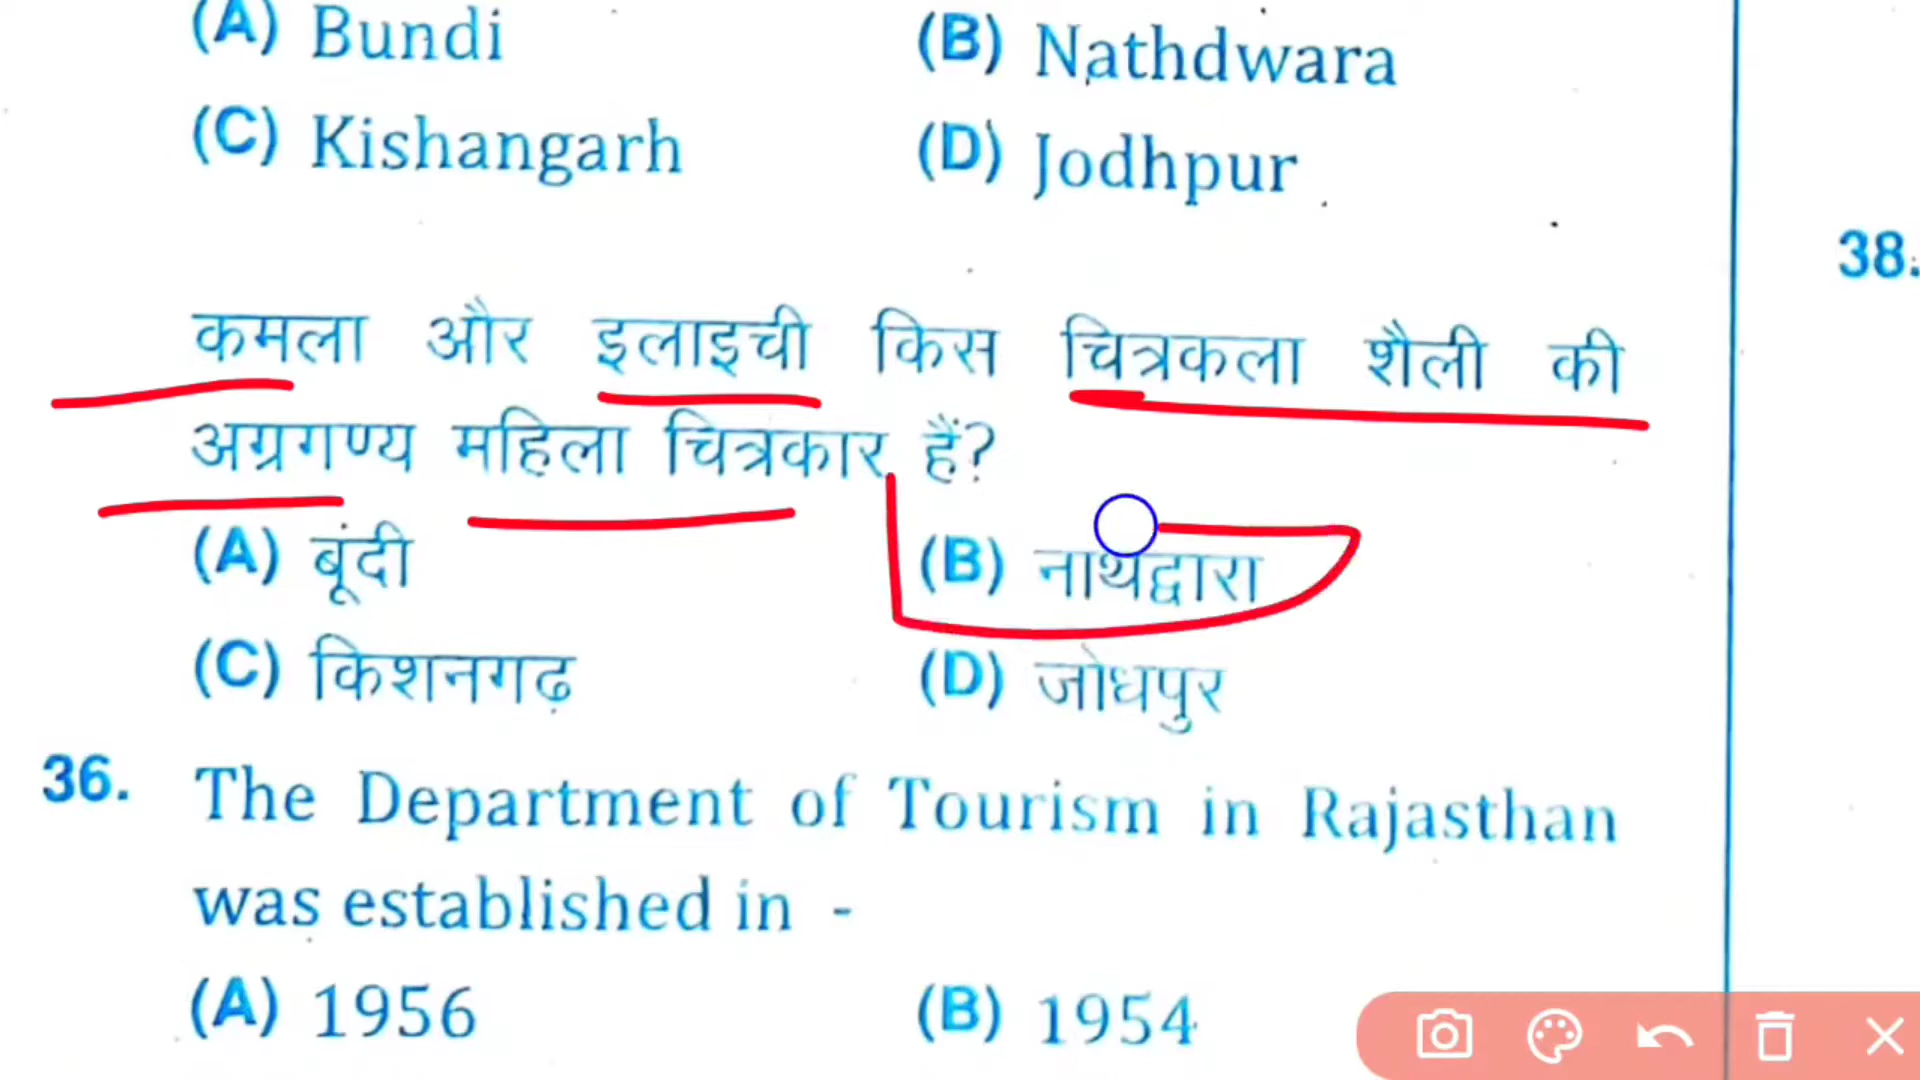 (A) Bundi (B) Nathdwara
(C) Kishangarh (D) Jodhpur
38.
कमला और इलाइची किस चित्रकला शैली की
अग्रगण्य महिला चित्रकार हैं?
(A) बूंदी (B) नाथद्वारा
(C) किशनगढ़ (D) जोधपुर
36. The Department of Tourism in Rajasthan
was established in -
(A) 1956 (B) 1954